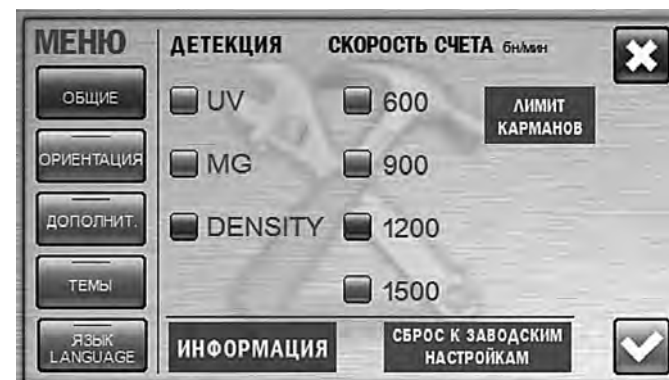 МЕНЮ
ДЕТЕКЦИЯ
СКОРОСТЬ СЧЕТА бн/мин
ОБЩИЕ
ОРИЕНТАЦИЯ
ДОПОЛНИТ.
ТЕМЫ
ЯЗЫК
LANGUAGE
UV
MG
DENSITY
600
900
1200
1500
ЛИМИТ
КАРМАНОВ
ИНФОРМАЦИЯ
СБРОС К ЗАВОДСКИМ
НАСТРОЙКАМ